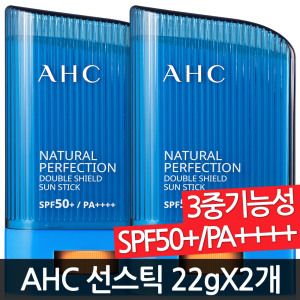 AHC
NATURAL
PERFECTION
DOUBLE SHIELD
SUN STICK
SPF50+ / PA++++
AHC
NATURAL
PERFECTION
DOUBLE SHIELD
SUN STICK
3중기능성
SPF50+/PA++++
AHC 선스틱 22gX2개